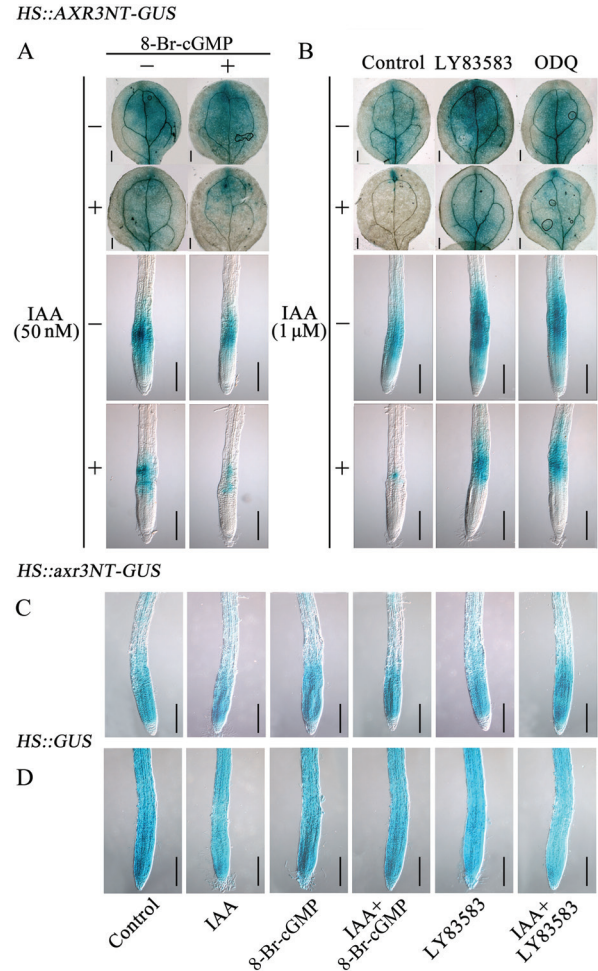 HS::AXR3NT-GUS
A
8-Br-cGMP
− +
B
Control LY83583 ODQ
−
+
IAA
(50 nM)
−
+
−
+
IAA
(1 μM)
−
+
HS::axr3NT-GUS
C
HS::GUS
D
Control
IAA
8-Br-cGMP
IAA+
8-Br-cGMP
LY83583
IAA+
LY83583